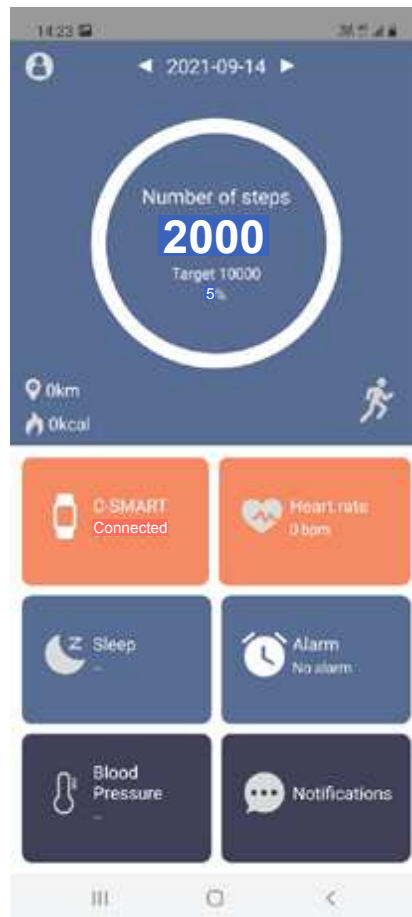 14:23
2021-09-14
Number of steps
2000
Target 10000
5%
0km
0kcal
C-SMART
Connected
Heart rate
0 bpm
Sleep
--
Alarm
No alarm
Blood
Pressure
--
Notifications